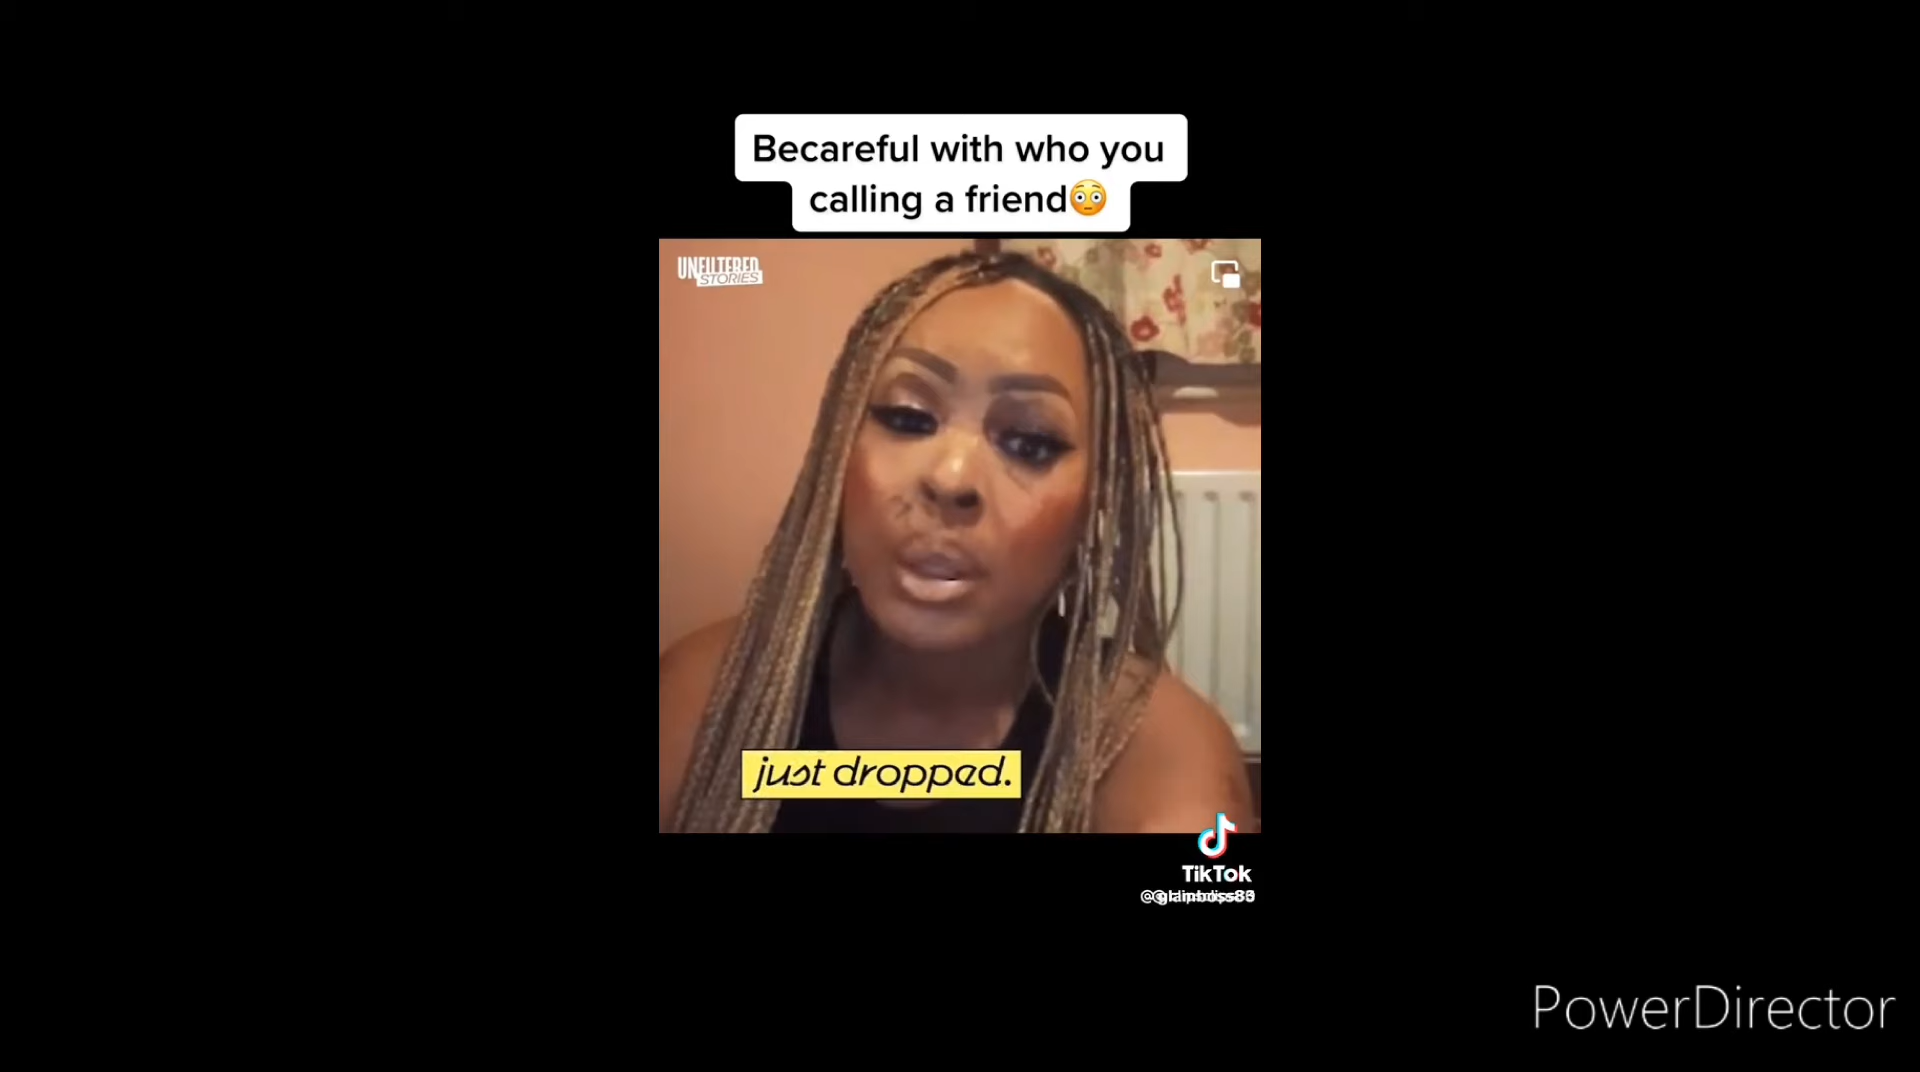 Becareful with who you
calling a friend😳
UNFILTERED
STORIES
just dropped.
TikTok
PowerDirector